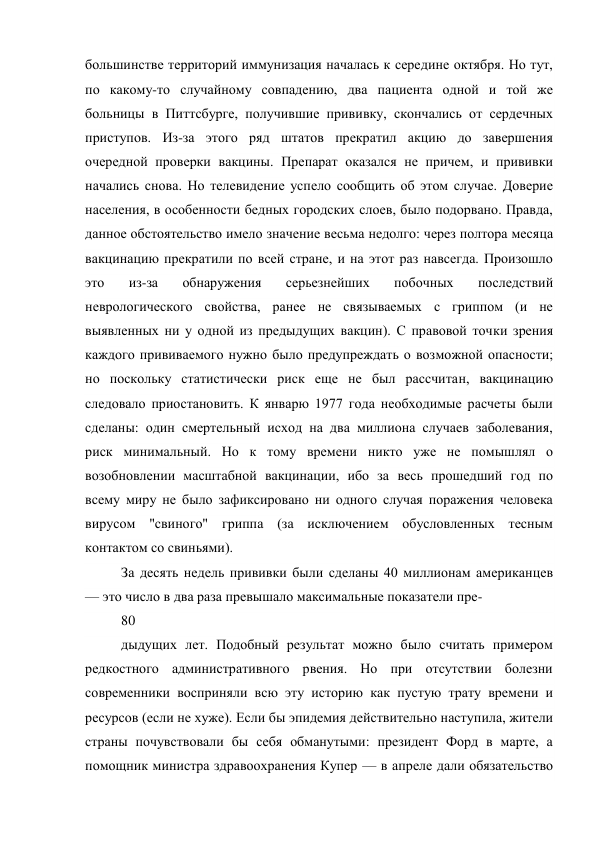 большинстве территорий иммунизация началась к середине октября. Но тут,
по какому-то случайному совпадению, два пациента одной и той же
больницы в Питтсбурге, получившие прививку, скончались от сердечных
приступов. Из-за этого ряд штатов прекратил акцию до завершения
очередной проверки вакцины. Препарат оказался не причем, и прививки
начались снова. Но телевидение успело сообщить об этом случае. Доверие
населения, в особенности бедных городских слоев, было подорвано. Правда,
данное обстоятельство имело значение весьма недолго: через полтора месяца
вакцинацию прекратили по всей стране, и на этот раз навсегда. Произошло
это из-за обнаружения серьезнейших побочных последствий
неврологического свойства, ранее не связываемых с гриппом (и не
выявленных ни у одной из предыдущих вакцин). С правовой точки зрения
каждого прививаемого нужно было предупреждать о возможной опасности;
но поскольку статистически риск еще не был рассчитан, вакцинацию
следовало приостановить. К январю 1977 года необходимые расчеты были
сделаны: один смертельный исход на два миллиона случаев заболевания,
риск минимальный. Но к тому времени никто уже не помышлял о
возобновлении масштабной вакцинации, ибо за весь прошедший год по
всему миру не было зафиксировано ни одного случая поражения человека
вирусом "свиного" гриппа (за исключением обусловленных тесным
контактом со свиньями).
За десять недель прививки были сделаны 40 миллионам американцев
— это число в два раза превышало максимальные показатели пре-
80
дыдущих лет. Подобный результат можно было считать примером
редкостного административного рвения. Но при отсутствии болезни
современники восприняли всю эту историю как пустую трату времени и
ресурсов (если не хуже). Если бы эпидемия действительно наступила, жители
страны почувствовали бы себя обманутыми: президент Форд в марте, а
помощник министра здравоохранения Купер — в апреле дали обязательство